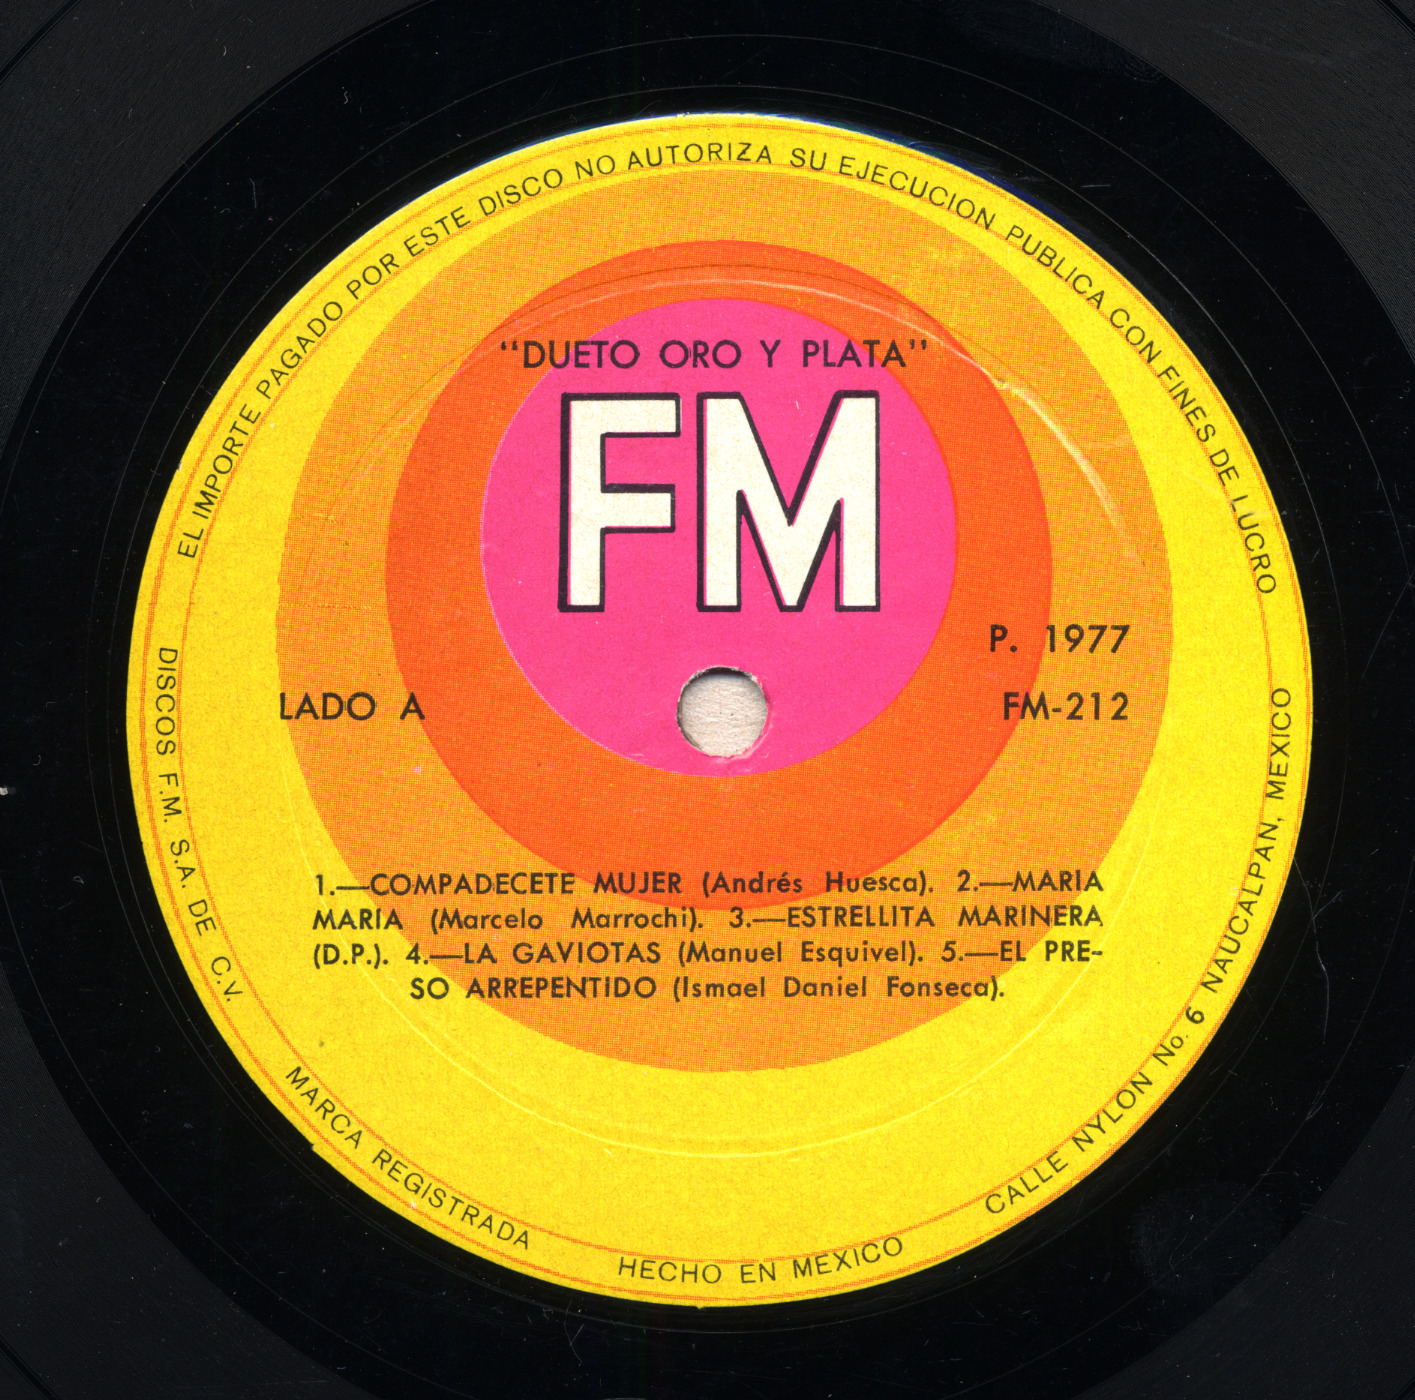 EL IMPORTE PAGADO POR ESTE DISCO NO AUTORIZA SU EJECUCION PUBLICA CON FINES DE LUCRO
“DUETO ORO Y PLATA”
FM
P. 1977
LADO A FM-212
1.—COMPADECETE MUJER (Andrés Huesca). 2.—MARIA
MARIA (Marcelo Marrochi). 3.—ESTRELLITA MARINERA
(D.P.). 4.—LA GAVIOTAS (Manuel Esquivel). 5.—EL PRE-
SO ARREPENTIDO (Ismael Daniel Fonseca).
DISCOS F.M. S.A. DE C.V.
MARCA REGISTRADA
HECHO EN MEXICO
CALLE NYLON No. 6 NAUCALPAN, MEXICO